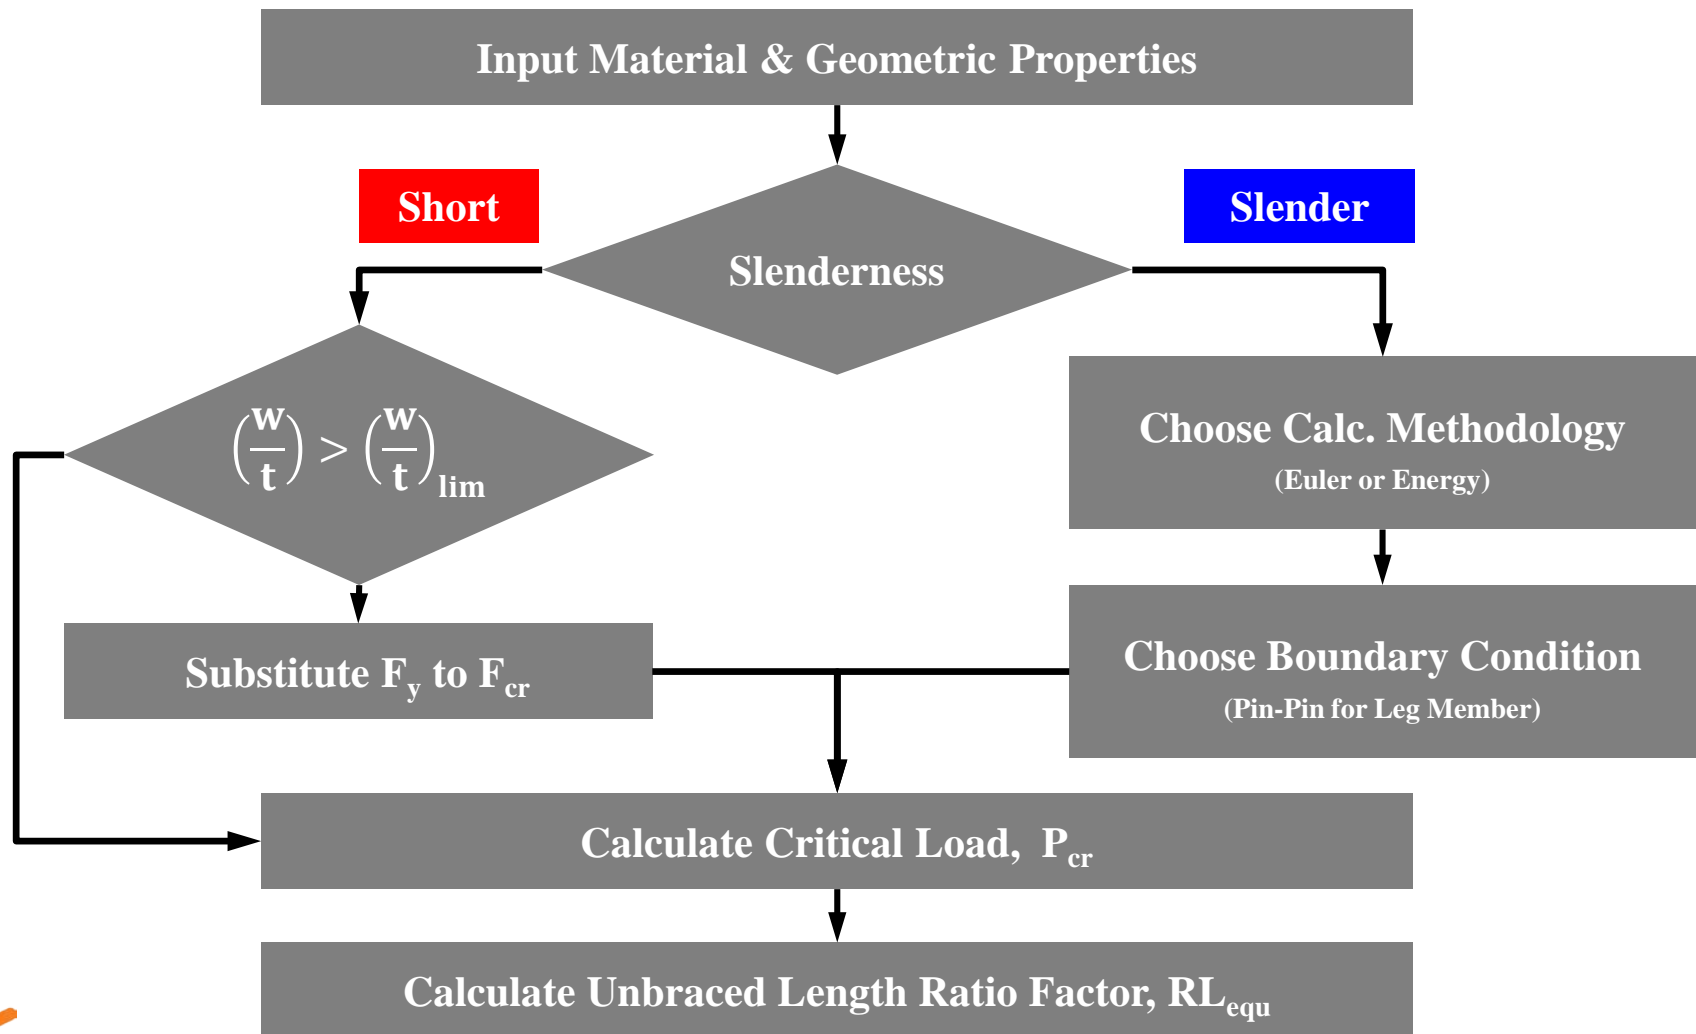 Input Material & Geometric Properties
Short
Slender
Slenderness
(w/t) > (w/t)lim
Choose Calc. Methodology
(Euler or Energy)
Substitute Fy to Fcr
Choose Boundary Condition
(Pin-Pin for Leg Member)
Calculate Critical Load, Pcr
Calculate Unbraced Length Ratio Factor, RLequ